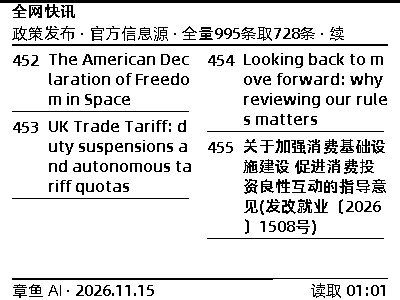 全网快讯
政策发布 · 官方信息源 · 全量995条取728条 · 续
452 The American Dec
laration of Freedo
m in Space
453 UK Trade Tariff: d
uty suspensions a
nd autonomous ta
riff quotas
454 Looking back to m
ove forward: why
reviewing our rule
s matters
455 关于加强消费基础设
施建设 促进消费投
资良性互动的指导意
见(发改就业〔2026
〕1508号)
章鱼 AI · 2026.11.15
读取 01:01